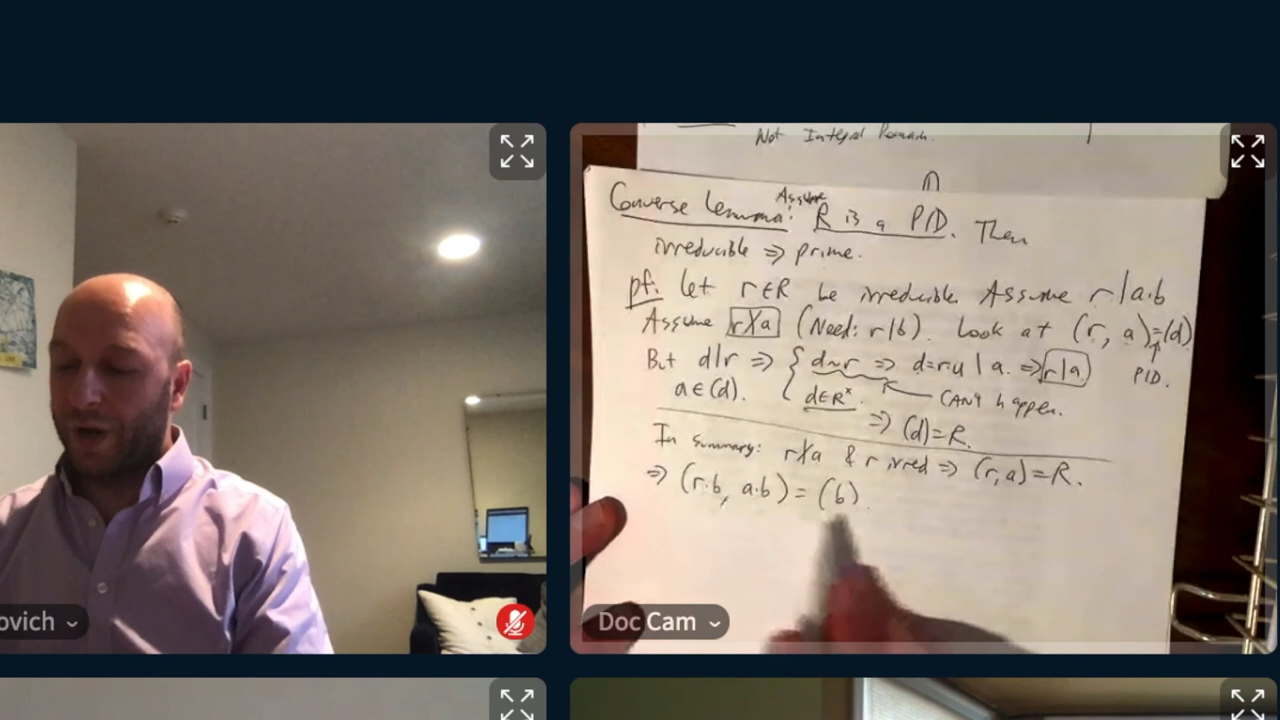 Not Integral Domain.
Converse Lemma: Assume R is a PID. Then
irreducible ⇒ prime.
pf: Let r∈R be irreducible. Assume r | a·b
Assume r∤a (Need: r|b). Look at (r, a)=(d)
But d|r ⇒ { d~r ⇒ d=r·u | a. ⇒ r|a PID.
a∈(d). d∈R^x. CAN'T happen.
⇒ (d)=R.
In summary: r∤a & r irred ⇒ (r,a)=R.
⇒ (r·b, a·b) = (b).
ovich
Doc Cam